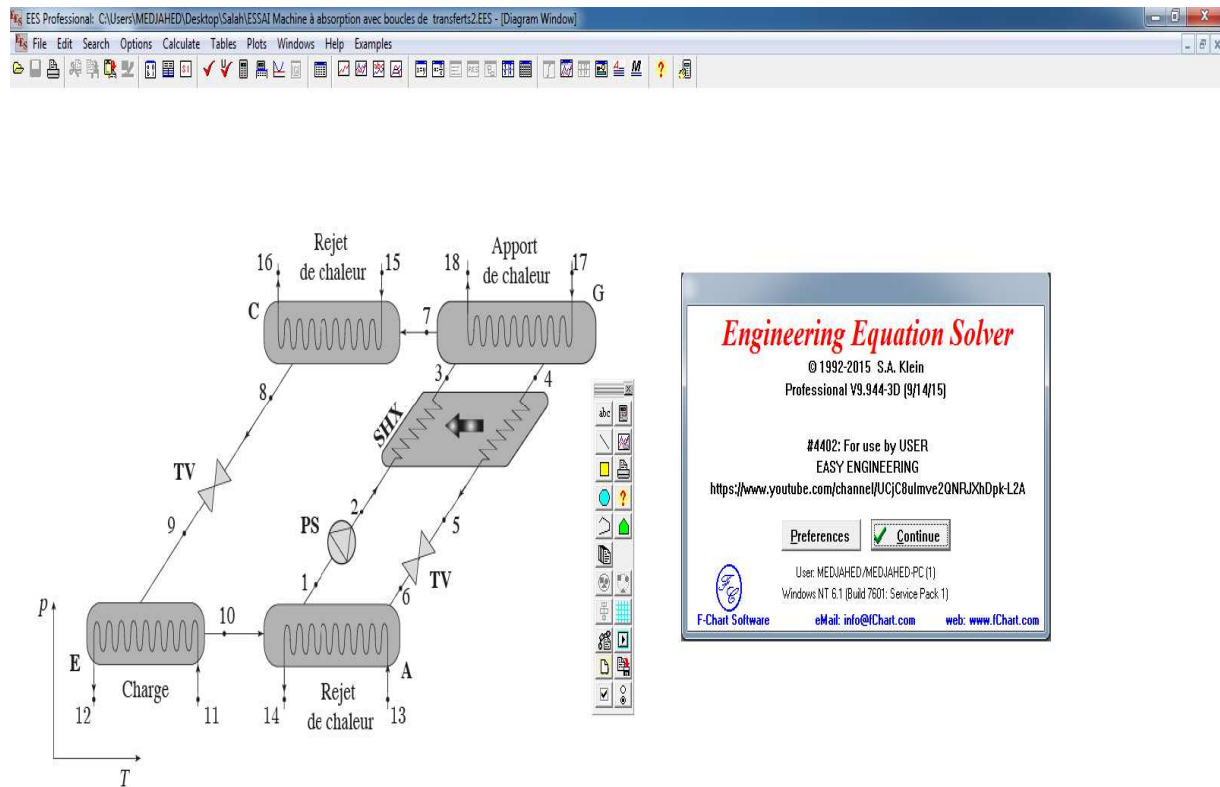 EES Professional: C:\Users\MEDJAHED\Desktop\Salah\ESSAI Machine à absorption avec boucles de transferts2.EES - [Diagram Window]
File Edit Search Options Calculate Tables Plots Windows Help Examples
Rejet
de chaleur
Apport
de chaleur
16
15
18
17
C
G
7
3
4
8
SHX
TV
2
PS
5
9
TV
1
6
p
10
E
A
Charge
Rejet
de chaleur
12
11
14
13
T
abc
Engineering Equation Solver
© 1992-2015 S.A. Klein
Professional V9.944-3D (9/14/15)
#4402: For use by USER
EASY ENGINEERING
https://www.youtube.com/channel/UCjC8ulmve2QNRJXhDpk-L2A
Preferences
Continue
User: MEDJAHED/MEDJAHED-PC (1)
Windows NT 6.1 (Build 7601: Service Pack 1)
F-Chart Software
eMail: info@fChart.com
web: www.fChart.com